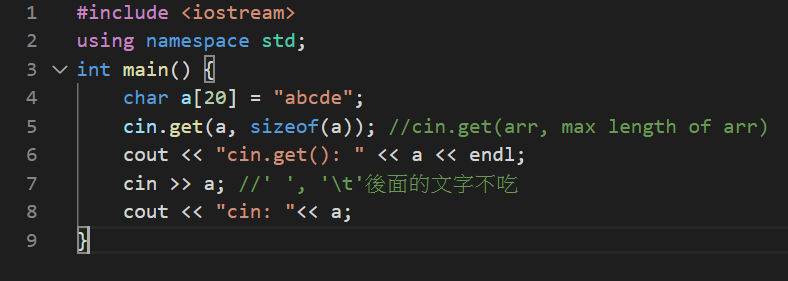 1 #include <iostream>
2 using namespace std;
3 int main() {
4 char a[20] = "abcde";
5 cin.get(a, sizeof(a)); //cin.get(arr, max length of arr)
6 cout << "cin.get(): " << a << endl;
7 cin >> a; //' ', '\t'後面的文字不吃
8 cout << "cin: "<< a;
9 }